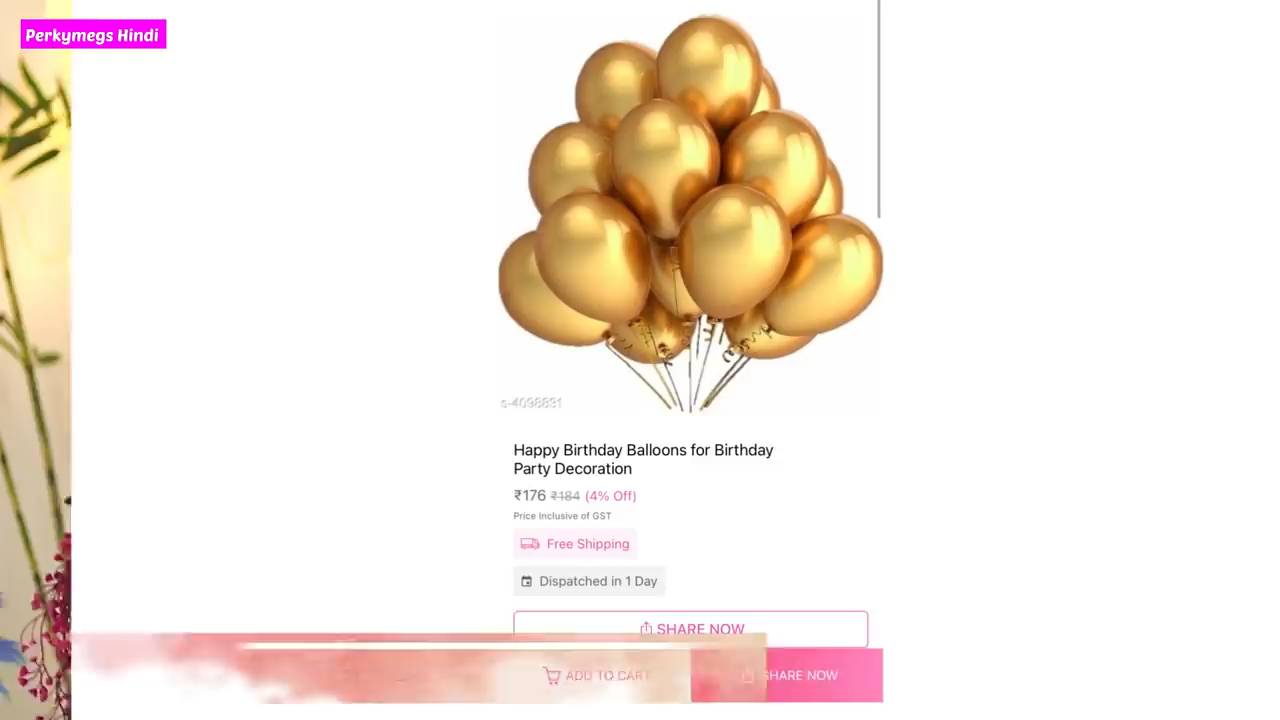 Perkymegs Hindi
s-4098831
Happy Birthday Balloons for Birthday
Party Decoration
₹176 ₹184 (4% Off)
Price Inclusive of GST
Free Shipping
Dispatched in 1 Day
SHARE NOW
ADD TO CART
SHARE NOW